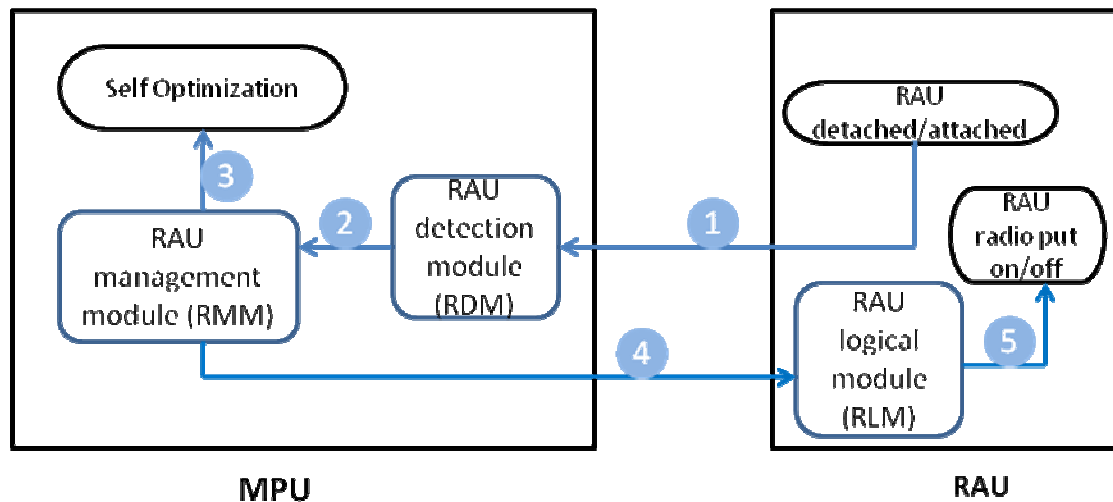 Self Optimization
3
RAU
management
module (RMM)
2
RAU
detection
module
(RDM)
1
4
MPU
RAU
detached/attached
RAU
radio put
on/off
RAU
logical
module
(RLM)
5
RAU